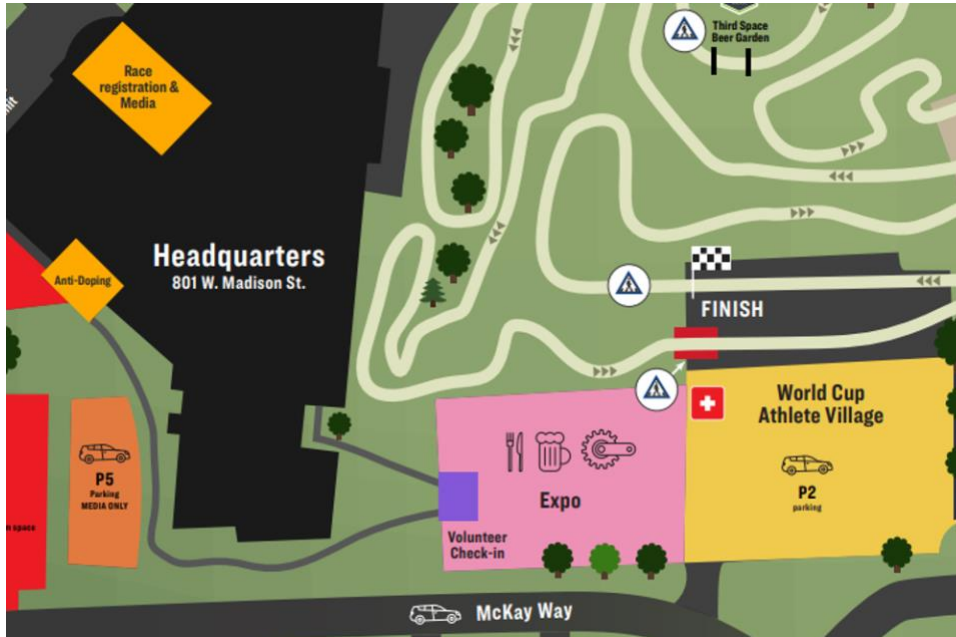 Third Space
Beer Garden
Race
registration &
Media
Headquarters
801 W. Madison St.
Anti-Doping
FINISH
World Cup
Athlete Village
P2
parking
P5
Parking
MEDIA ONLY
Expo
Volunteer
Check-in
space
McKay Way